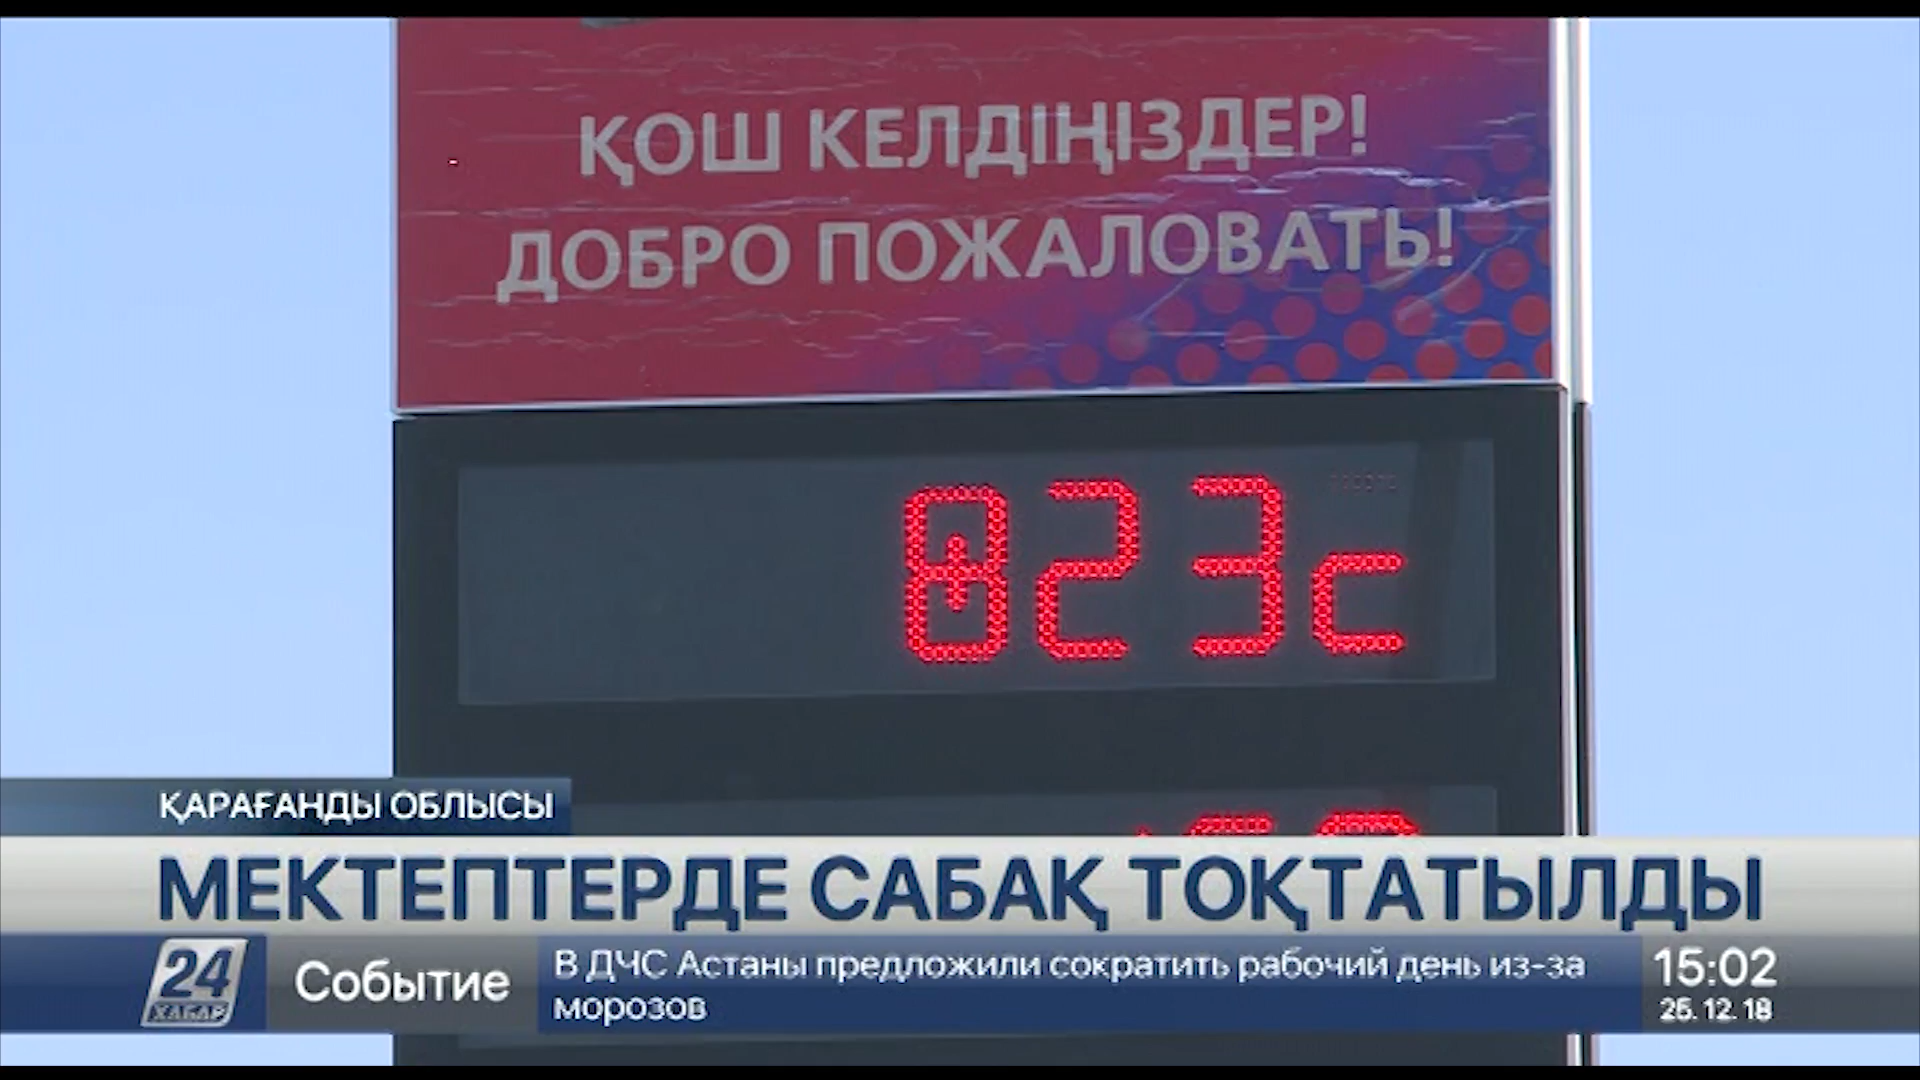 ҚОШ КЕЛДІҢІЗДЕР!
ДОБРО ПОЖАЛОВАТЬ!
823c
ҚАРАҒАНДЫ ОБЛЫСЫ
МЕКТЕПТЕРДЕ САБАҚ ТОҚТАТЫЛДЫ
24
ХАБАР
Событие
В ДЧС Астаны предложили сократить рабочий день из-за
морозов
15:02
26.12.18